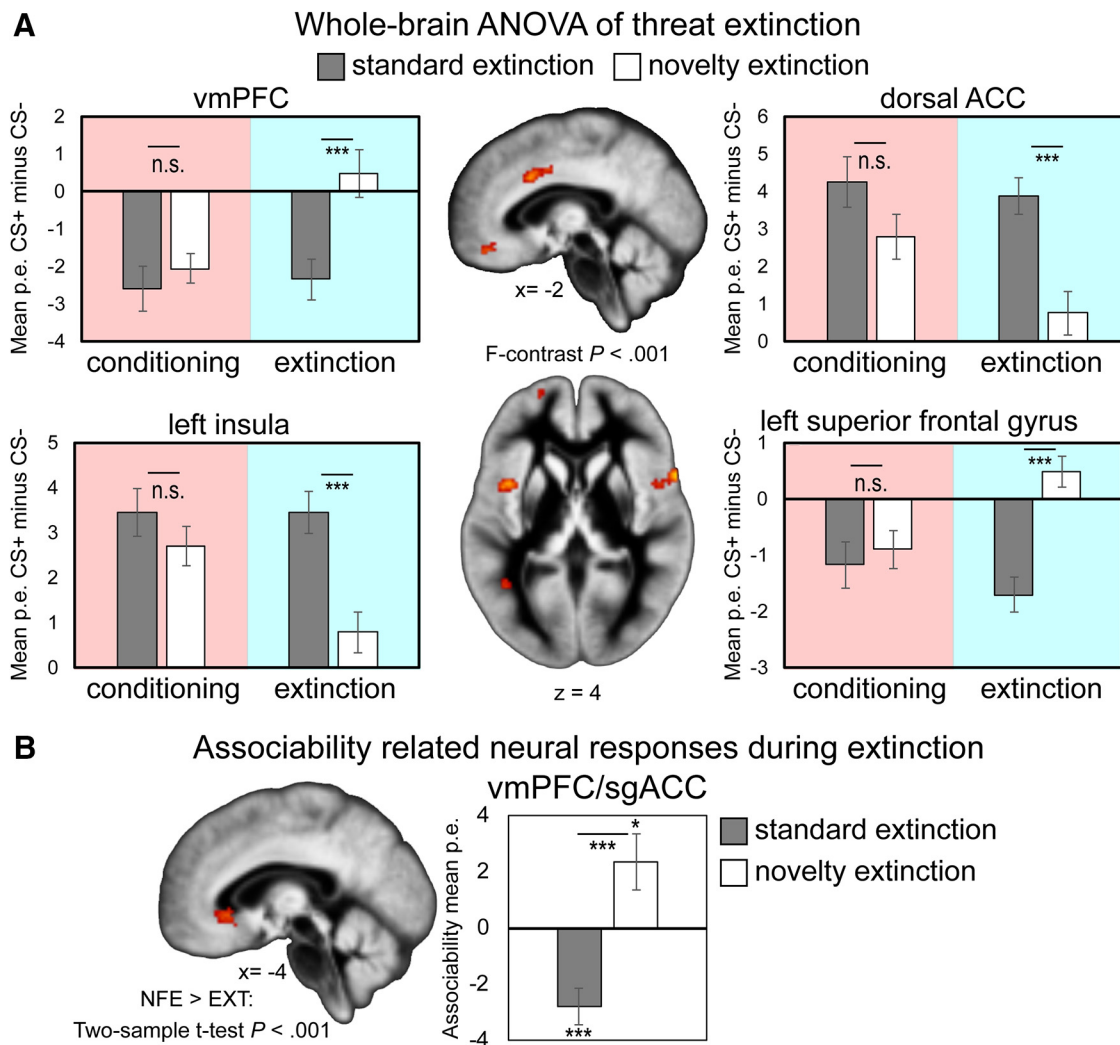 A
Whole-brain ANOVA of threat extinction
standard extinction novelty extinction
vmPFC
Mean p.e. CS+ minus CS-
2
1
0
-1
-2
-3
-4
n.s.
***
conditioning extinction
x= -2
F-contrast P < .001
dorsal ACC
Mean p.e. CS+ minus CS-
6
5
4
3
2
1
0
n.s.
***
conditioning extinction
left insula
Mean p.e. CS+ minus CS-
5
4
3
2
1
0
n.s.
***
conditioning extinction
z = 4
left superior frontal gyrus
Mean p.e. CS+ minus CS-
1
0
-1
-2
-3
n.s.
***
conditioning extinction
B
Associability related neural responses during extinction
x= -4
NFE > EXT:
Two-sample t-test P < .001
vmPFC/sgACC
Associability mean p.e.
4
2
0
-2
-4
***
*
***
standard extinction
novelty extinction